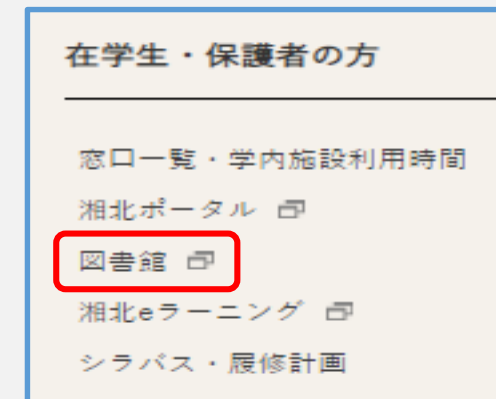 在学生・保護者の方
窓口一覧・学内施設利用時間
湘北ポータル
図書館
湘北eラーニング
シラバス・履修計画